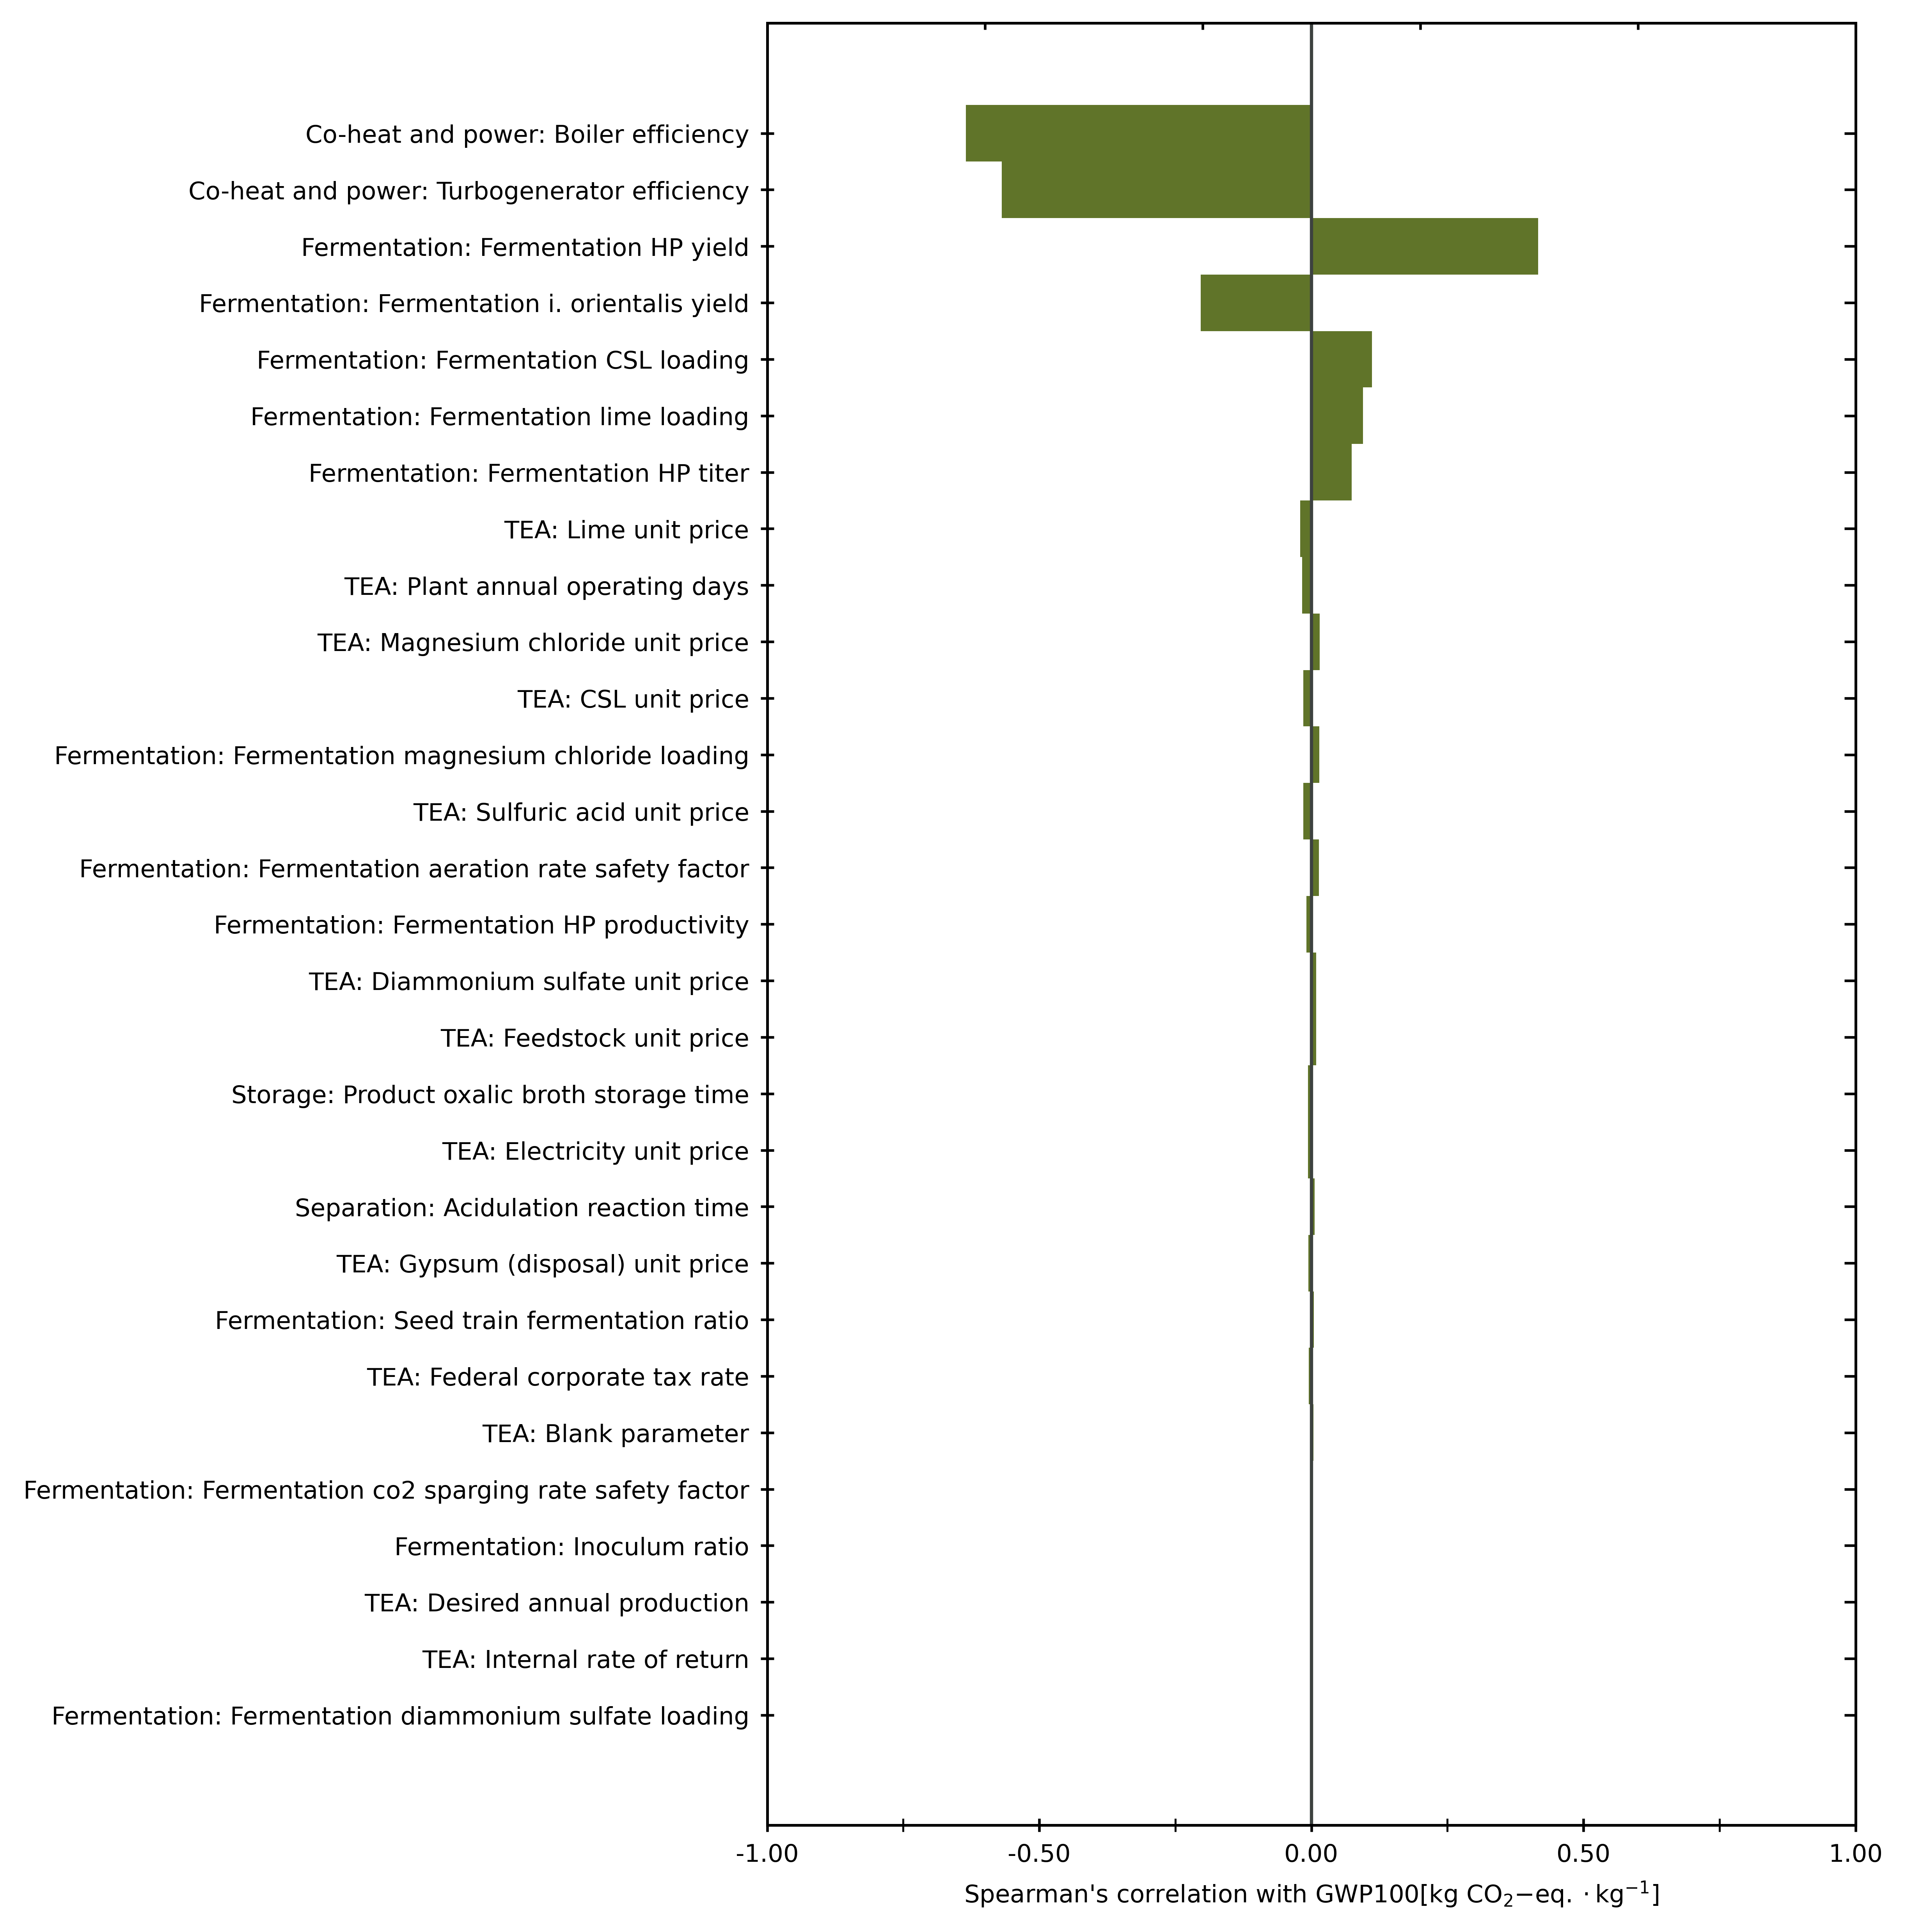 Co-heat and power: Boiler efficiency
Co-heat and power: Turbogenerator efficiency
Fermentation: Fermentation HP yield
Fermentation: Fermentation i. orientalis yield
Fermentation: Fermentation CSL loading
Fermentation: Fermentation lime loading
Fermentation: Fermentation HP titer
TEA: Lime unit price
TEA: Plant annual operating days
TEA: Magnesium chloride unit price
TEA: CSL unit price
Fermentation: Fermentation magnesium chloride loading
TEA: Sulfuric acid unit price
Fermentation: Fermentation aeration rate safety factor
Fermentation: Fermentation HP productivity
TEA: Diammonium sulfate unit price
TEA: Feedstock unit price
Storage: Product oxalic broth storage time
TEA: Electricity unit price
Separation: Acidulation reaction time
TEA: Gypsum (disposal) unit price
Fermentation: Seed train fermentation ratio
TEA: Federal corporate tax rate
TEA: Blank parameter
Fermentation: Fermentation co2 sparging rate safety factor
Fermentation: Inoculum ratio
TEA: Desired annual production
TEA: Internal rate of return
Fermentation: Fermentation diammonium sulfate loading
-1.00 -0.50 0.00 0.50 1.00
Spearman's correlation with GWP100[kg CO₂−eq. · kg⁻¹]